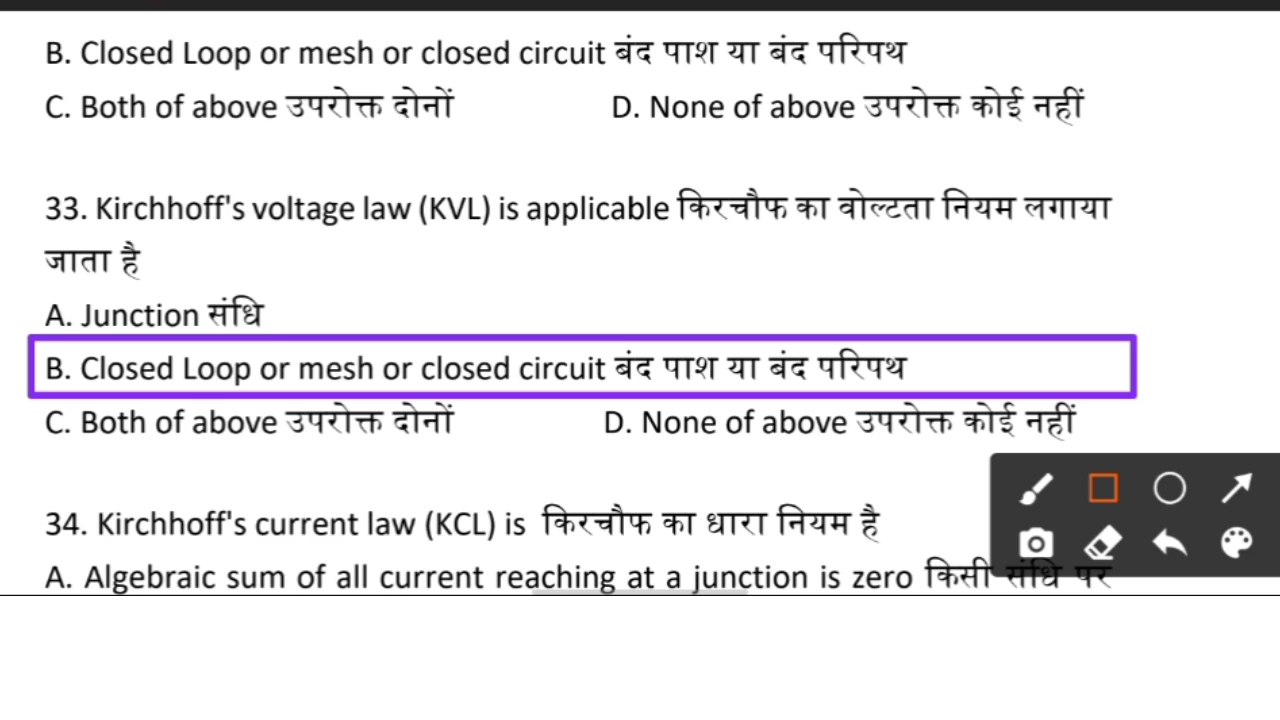 B. Closed Loop or mesh or closed circuit बंद पाश या बंद परिपथ
C. Both of above उपरोक्त दोनों D. None of above उपरोक्त कोई नहीं
33. Kirchhoff's voltage law (KVL) is applicable किरचौफ का वोल्टता नियम लगाया
जाता है
A. Junction संधि
B. Closed Loop or mesh or closed circuit बंद पाश या बंद परिपथ
C. Both of above उपरोक्त दोनों D. None of above उपरोक्त कोई नहीं
34. Kirchhoff's current law (KCL) is किरचौफ का धारा नियम है
A. Algebraic sum of all current reaching at a junction is zero किसी संधि पर